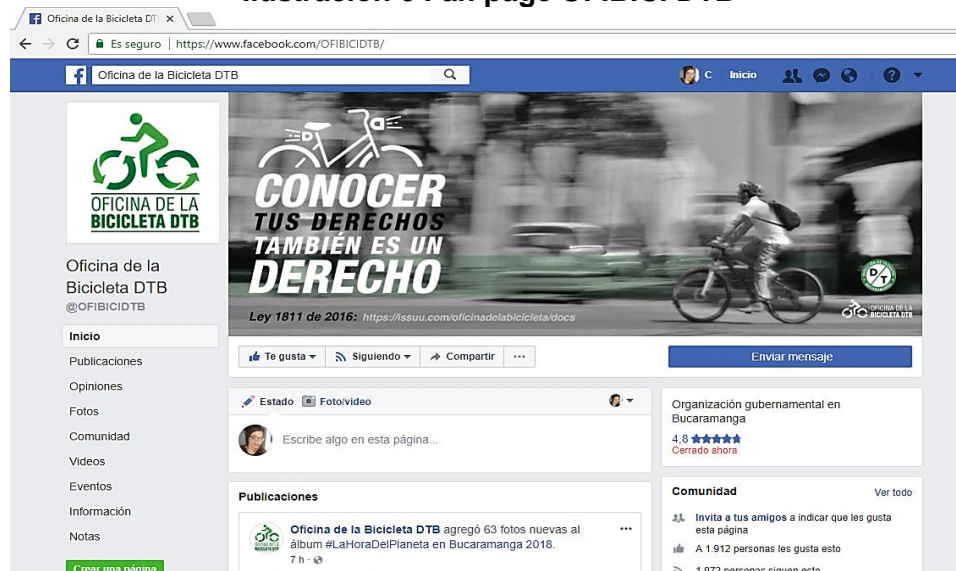 Oficina de la Bicicleta DT
Es seguro | https://www.facebook.com/OFIBICIDTB/
Oficina de la Bicicleta DTB
C Inicio
OFICINA DE LA
BICICLETA DTB
CONOCER
TUS DERECHOS
TAMBIÉN ES UN
DERECHO
Ley 1811 de 2016: https://issuu.com/oficinadelabicicleta/docs
D/T
OFICINA DE LA
BICICLETA DTB
Oficina de la
Bicicleta DTB
@OFIBICIDTB
Inicio
Publicaciones
Opiniones
Fotos
Comunidad
Videos
Eventos
Información
Notas
Crear una página
Te gusta Siguiendo Compartir ...
Enviar mensaje
Estado Foto/video
Escribe algo en esta página...
Publicaciones
Oficina de la Bicicleta DTB agregó 63 fotos nuevas al
álbum #LaHoraDelPlaneta en Bucaramanga 2018.
7 h
Organización gubernamental en
Bucaramanga
4,8 ★★★★★
Cerrado ahora
Comunidad Ver todo
Invita a tus amigos a indicar que les gusta
esta página
A 1.912 personas les gusta esto
1.972 personas siguen esto